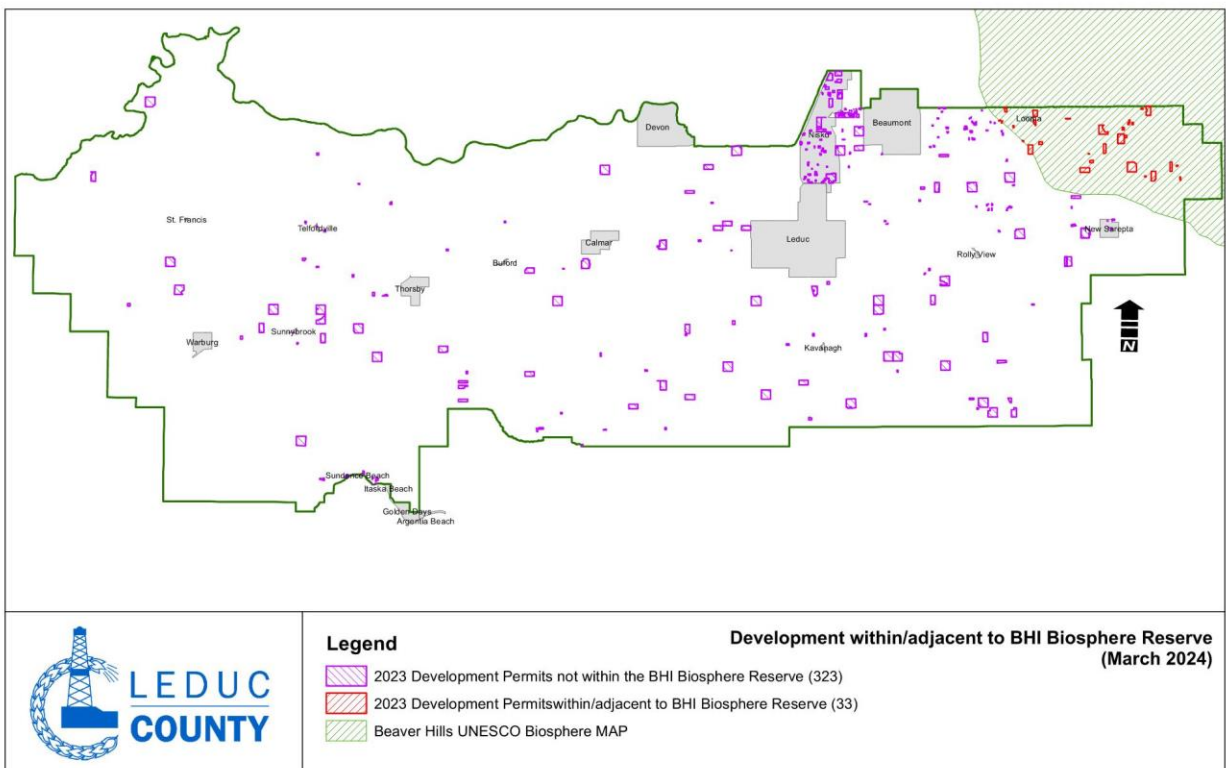 Devon
Nisku
Beaumont
Looma
St. Francis
Telfordville
Calmar
Leduc
New Sarepta
Buford
Rolly View
Thorsby
Sunnybrook
Warburg
Kavanagh
N
Sundance Beach
Itaska Beach
Golden Days
Argentia Beach
LEDUC
COUNTY
Legend
Development within/adjacent to BHI Biosphere Reserve
(March 2024)
2023 Development Permits not within the BHI Biosphere Reserve (323)
2023 Development Permitswithin/adjacent to BHI Biosphere Reserve (33)
Beaver Hills UNESCO Biosphere MAP